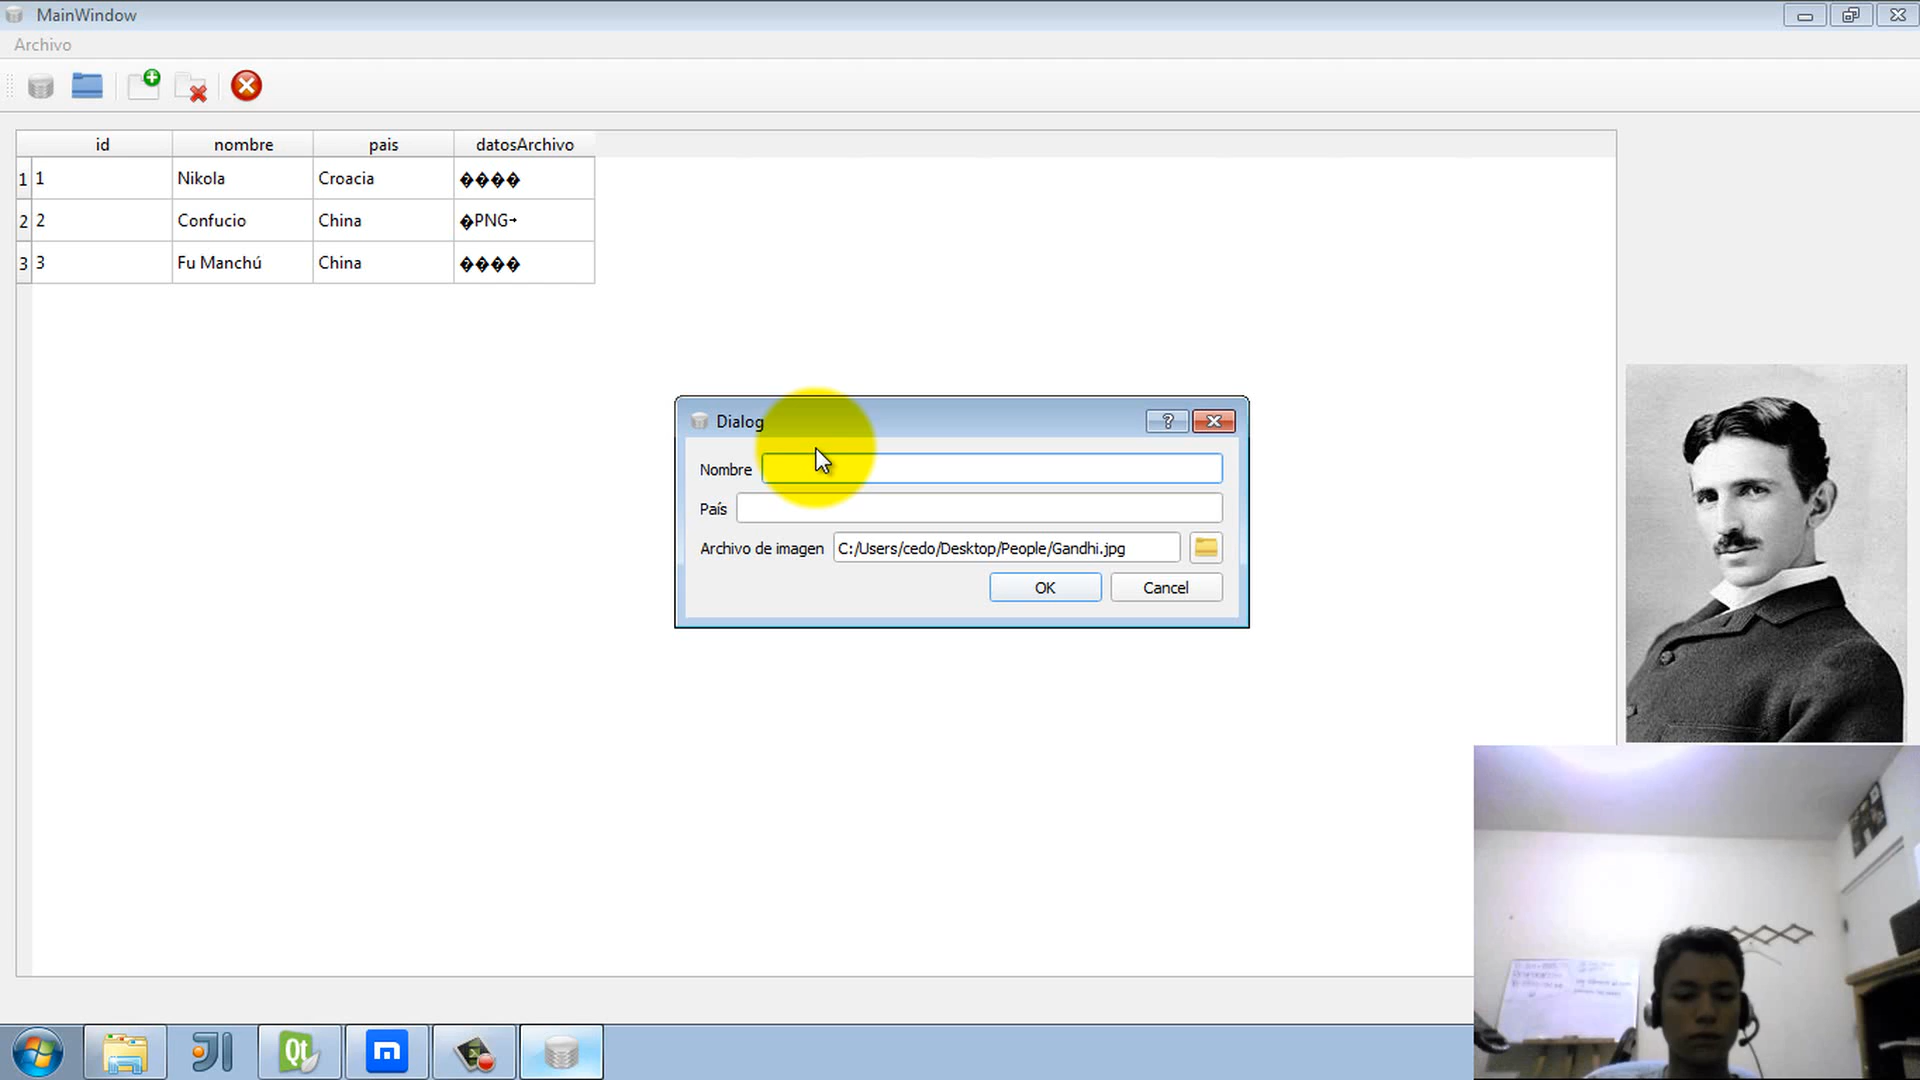 MainWindow
Archivo
id nombre pais datosArchivo
1 1 Nikola Croacia ����
2 2 Confucio China �PNG→
3 3 Fu Manchú China ����
Dialog
Nombre
País
Archivo de imagen C:/Users/cedo/Desktop/People/Gandhi.jpg
OK Cancel